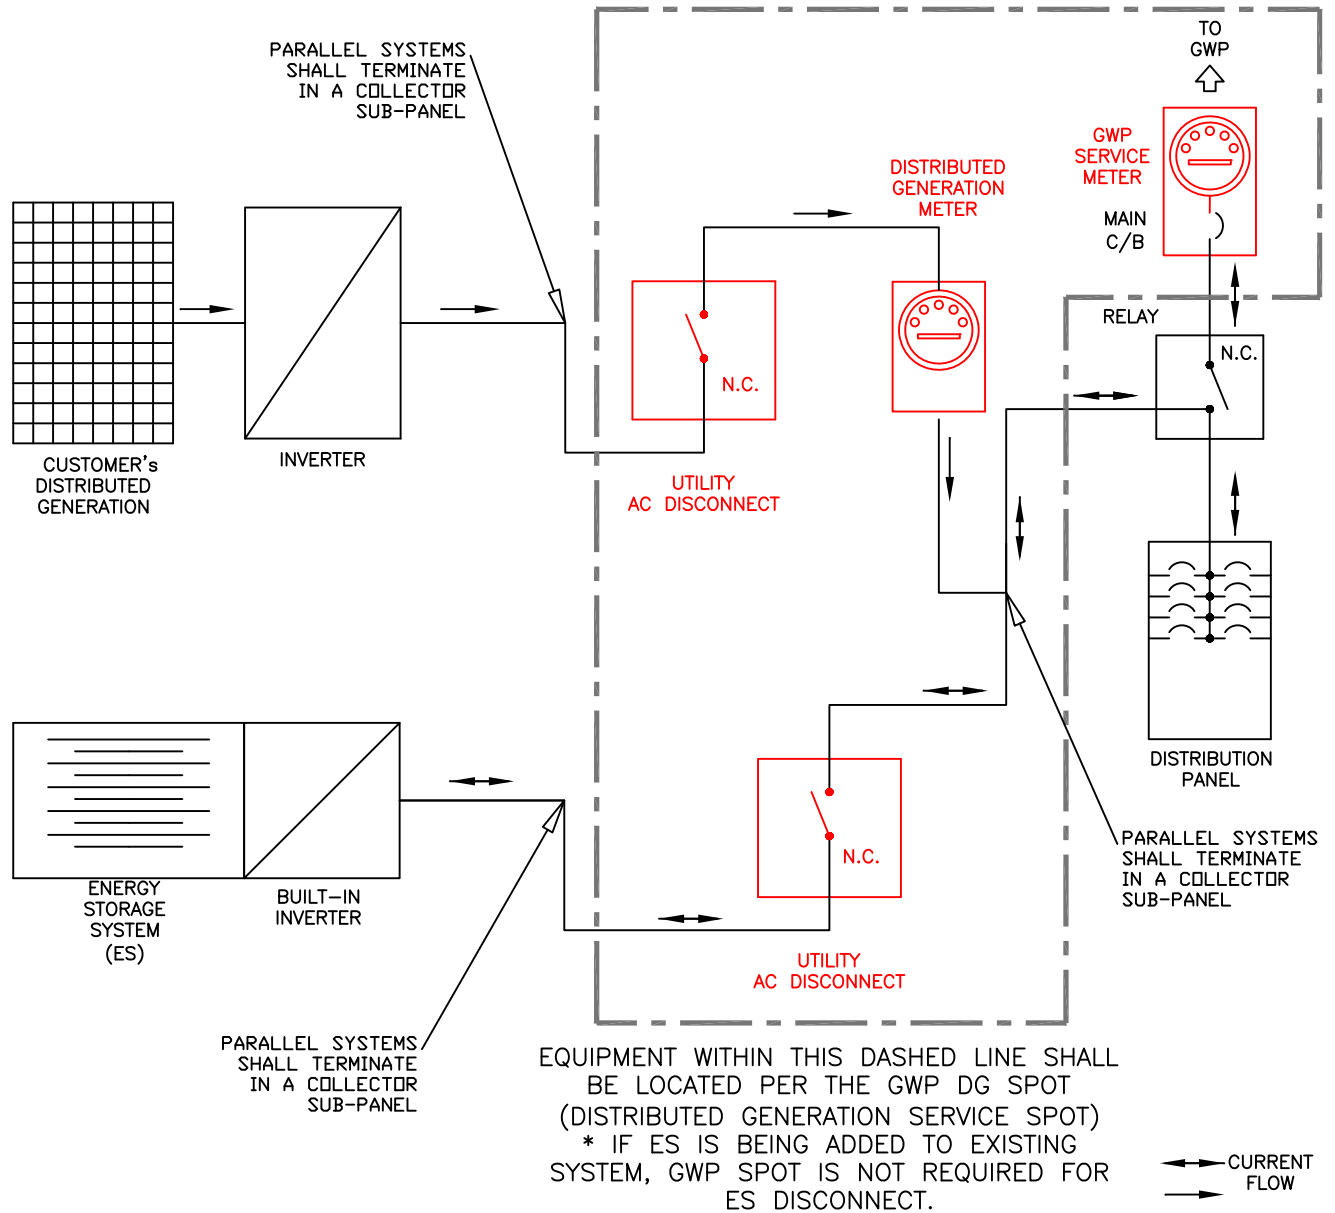 PARALLEL SYSTEMS
SHALL TERMINATE
IN A COLLECTOR
SUB-PANEL
TO
GWP
GWP
SERVICE
METER
MAIN
C/B
DISTRIBUTED
GENERATION
METER
RELAY
N.C.
N.C.
UTILITY
AC DISCONNECT
CUSTOMER's
DISTRIBUTED
GENERATION
INVERTER
DISTRIBUTION
PANEL
PARALLEL SYSTEMS
SHALL TERMINATE
IN A COLLECTOR
SUB-PANEL
N.C.
UTILITY
AC DISCONNECT
ENERGY
STORAGE
SYSTEM
(ES)
BUILT-IN
INVERTER
PARALLEL SYSTEMS
SHALL TERMINATE
IN A COLLECTOR
SUB-PANEL
EQUIPMENT WITHIN THIS DASHED LINE SHALL
BE LOCATED PER THE GWP DG SPOT
(DISTRIBUTED GENERATION SERVICE SPOT)
* IF ES IS BEING ADDED TO EXISTING
SYSTEM, GWP SPOT IS NOT REQUIRED FOR
ES DISCONNECT.
CURRENT
FLOW